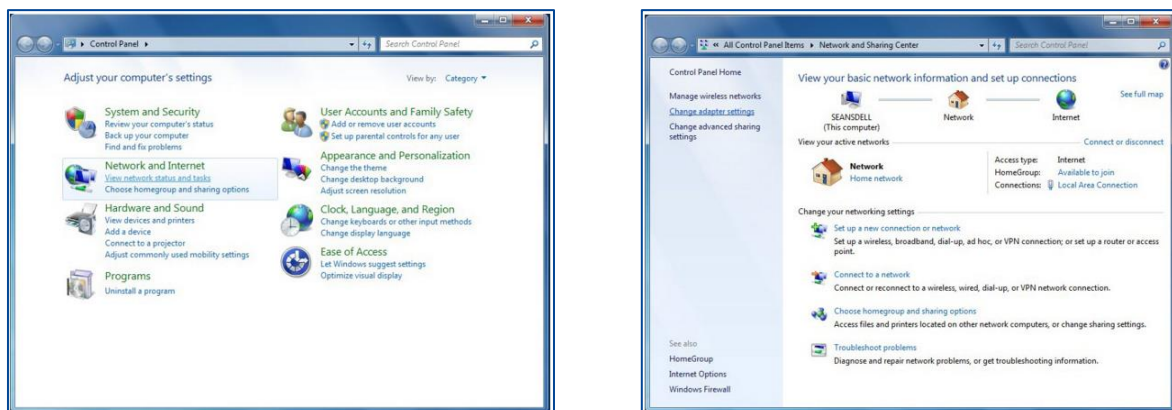 Control Panel
Search Control Panel
Adjust your computer's settings
View by: Category
System and Security
Review your computer's status
Back up your computer
Find and fix problems
Network and Internet
View network status and tasks
Choose homegroup and sharing options
Hardware and Sound
View devices and printers
Add a device
Connect to a projector
Adjust commonly used mobility settings
Programs
Uninstall a program
User Accounts and Family Safety
Add or remove user accounts
Set up parental controls for any user
Appearance and Personalization
Change the theme
Change desktop background
Adjust screen resolution
Clock, Language, and Region
Change keyboards or other input methods
Change display language
Ease of Access
Let Windows suggest settings
Optimize visual display
« All Control Panel Items Network and Sharing Center
Search Control Panel
Control Panel Home
Manage wireless networks
Change adapter settings
Change advanced sharing
settings
See also
HomeGroup
Internet Options
Windows Firewall
View your basic network information and set up connections
See full map
SEANSDELL
(This computer)
Network
Internet
View your active networks
Connect or disconnect
Network
Home network
Access type: Internet
HomeGroup: Available to join
Connections: Local Area Connection
Change your networking settings
Set up a new connection or network
Set up a wireless, broadband, dial-up, ad hoc, or VPN connection; or set up a router or access
point.
Connect to a network
Connect or reconnect to a wireless, wired, dial-up, or VPN network connection.
Choose homegroup and sharing options
Access files and printers located on other network computers, or change sharing settings.
Troubleshoot problems
Diagnose and repair network problems, or get troubleshooting information.